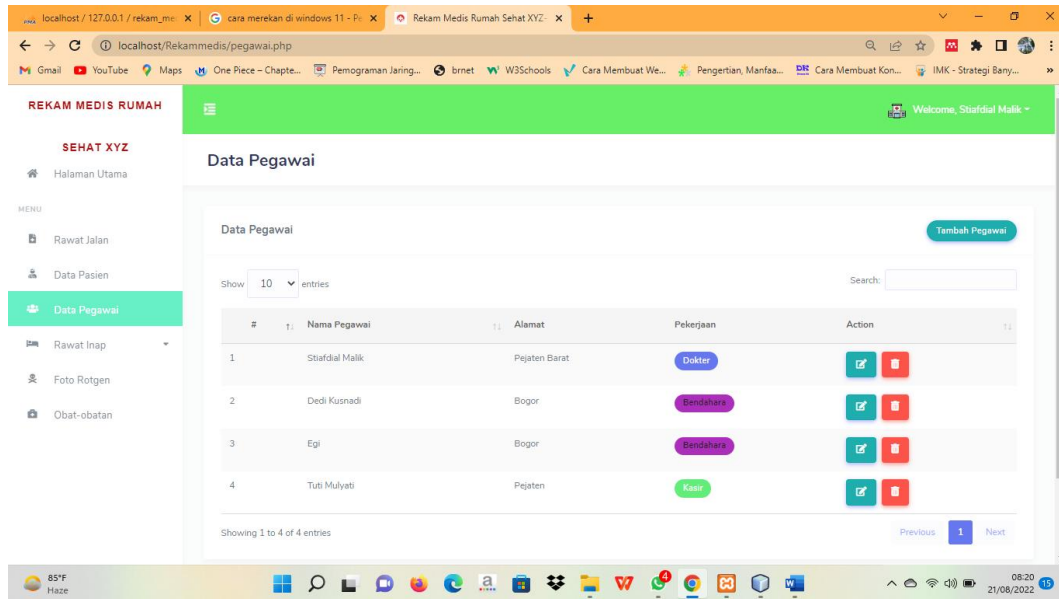 localhost / 127.0.0.1 / rekam_me
cara merekan di windows 11 - Pe
Rekam Medis Rumah Sehat XYZ-
localhost/Rekammedis/pegawai.php
Gmail
YouTube
Maps
One Piece – Chapte...
Pemograman Jaring...
brnet
W3Schools
Cara Membuat We...
Pengertian, Manfaa...
Cara Membuat Kon...
IMK - Strategi Bany...
»
REKAM MEDIS RUMAH
SEHAT XYZ
Welcome, Stiafdial Malik
Halaman Utama
MENU
Rawat Jalan
Data Pasien
Data Pegawai
Rawat Inap
Foto Rotgen
Obat-obatan
Data Pegawai
Data Pegawai
Tambah Pegawai
Show 10 entries
Search:
# Nama Pegawai Alamat Pekerjaan Action
1 Stiafdial Malik Pejaten Barat Dokter
2 Dedi Kusnadi Bogor Bendahara
3 Egi Bogor Bendahara
4 Tuti Mulyati Pejaten Kasir
Showing 1 to 4 of 4 entries
Previous 1 Next
85°F
Haze
4
08:20
21/08/2022
15